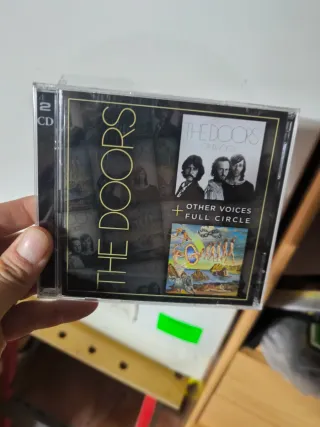 2
CD
THE DOORS
THE DOORS
+ OTHER VOICES
FULL CIRCLE